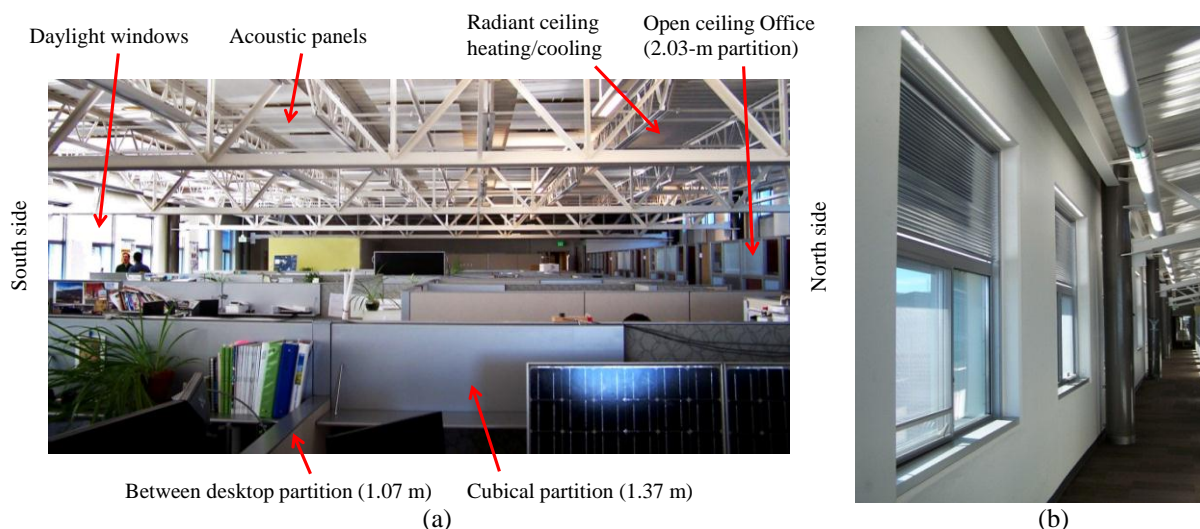 Daylight windows
Acoustic panels
Radiant ceiling
heating/cooling
Open ceiling Office
(2.03-m partition)
South side
North side
Between desktop partition (1.07 m)
Cubical partition (1.37 m)
(a)
(b)